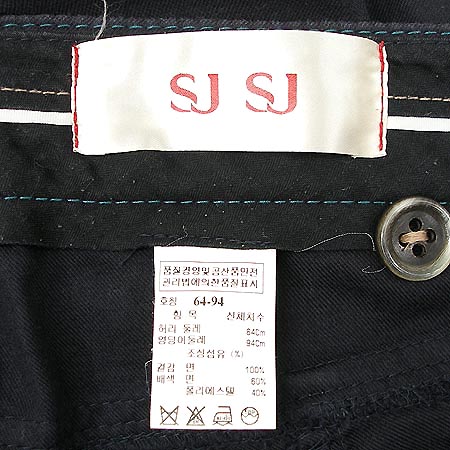 SJ SJ
품질경영및공산품안전
관리법에의한품질표시
호칭 64-94
항 목 신체치수
허리 둘레 64cm
엉덩이둘레 94cm
조성섬유 (%)
겉감 면 100%
배색 면 60%
폴리에스텔 40%